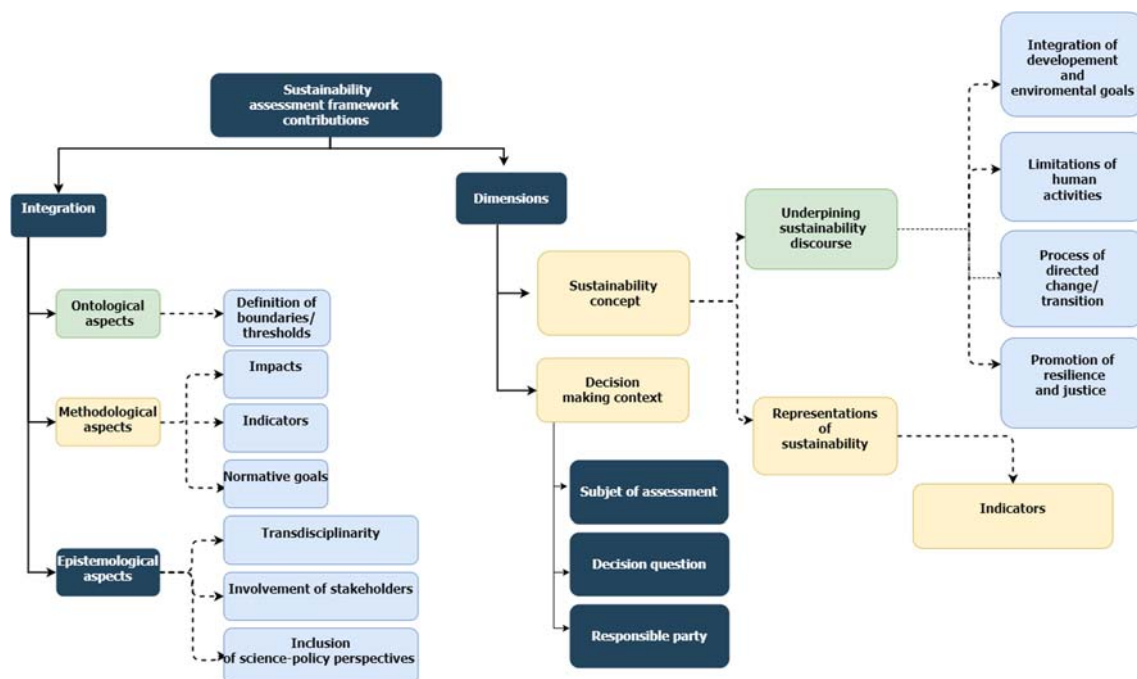 Sustainability
assessment framework
contributions
Integration
Ontological
aspects
Definition of
boundaries/
thresholds
Methodological
aspects
Impacts
Indicators
Normative goals
Epistemological
aspects
Transdisciplinarity
Involvement of stakeholders
Inclusion
of science-policy perspectives
Dimensions
Sustainability
concept
Decision
making context
Subjet of assessment
Decision question
Responsible party
Underpining
sustainability
discourse
Representations
of
sustainability
Integration of
developement
and
enviromental goals
Limitations of
human
activities
Process of
directed change/
transition
Promotion of
resilience
and justice
Indicators